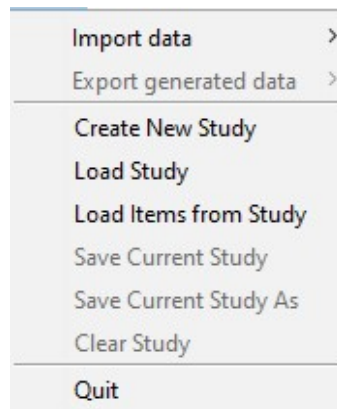 Import data
Export generated data
Create New Study
Load Study
Load Items from Study
Save Current Study
Save Current Study As
Clear Study
Quit